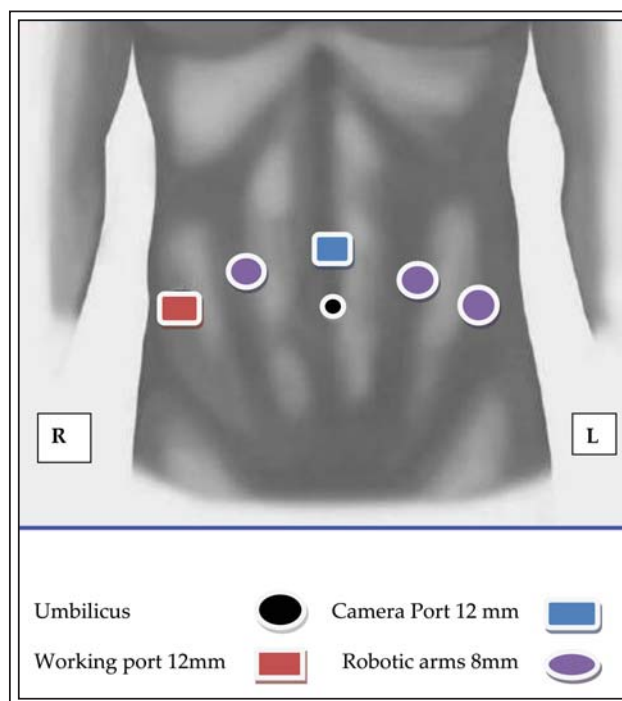 R
L
Umbilicus
Camera Port 12 mm
Working port 12mm
Robotic arms 8mm